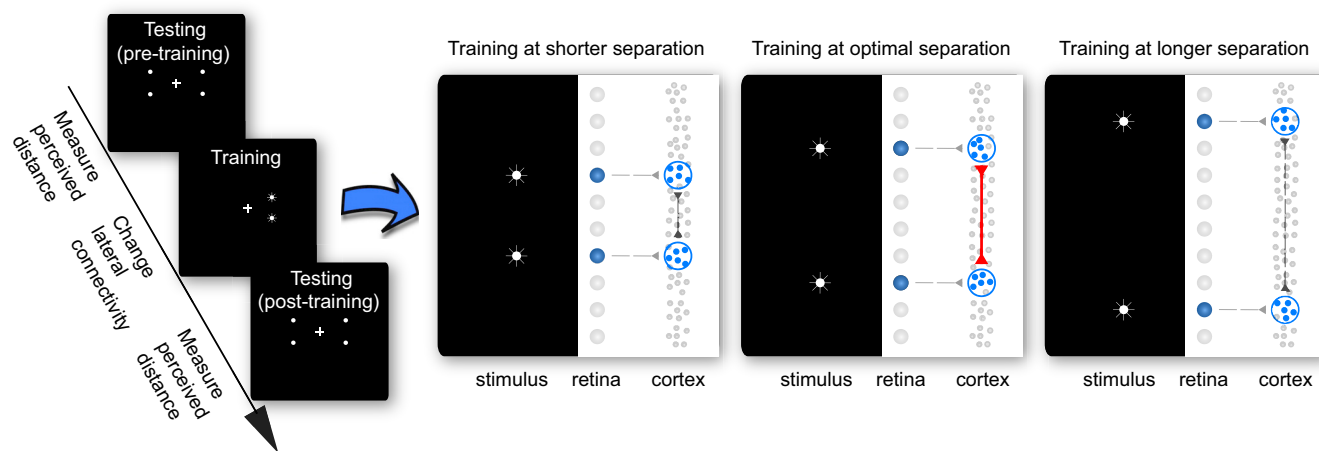 Testing
(pre-training)
Training
Testing
(post-training)
Measure
perceived
distance
Change
lateral
connectivity
Measure
perceived
distance
Training at shorter separation
Training at optimal separation
Training at longer separation
stimulus retina cortex
stimulus retina cortex
stimulus retina cortex